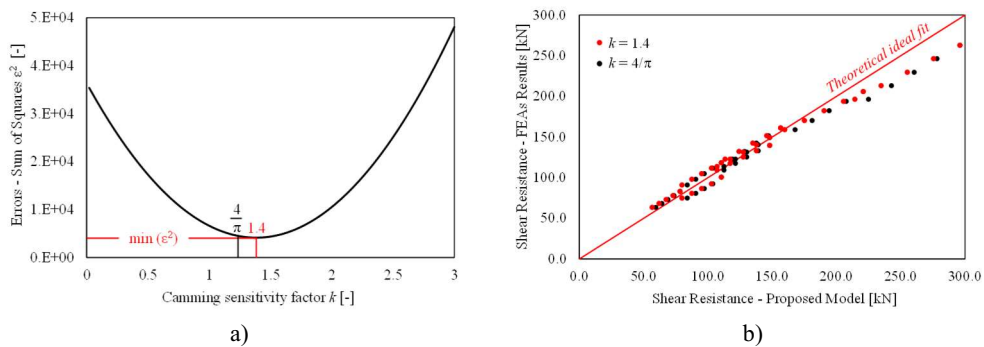 Errors - Sum of Squares ε² [-]
5.E+04
4.E+04
3.E+04
2.E+04
1.E+04
0.E+00
4
π
1.4
min (ε²)
0
0.5
1
1.5
2
2.5
3
Camming sensitivity factor k [-]
a)
Shear Resistance - FEAs Results [kN]
300.0
250.0
200.0
150.0
100.0
50.0
0.0
k = 1.4
k = 4/π
Theoretical ideal fit
0.0
50.0
100.0
150.0
200.0
250.0
300.0
Shear Resistance - Proposed Model [kN]
b)